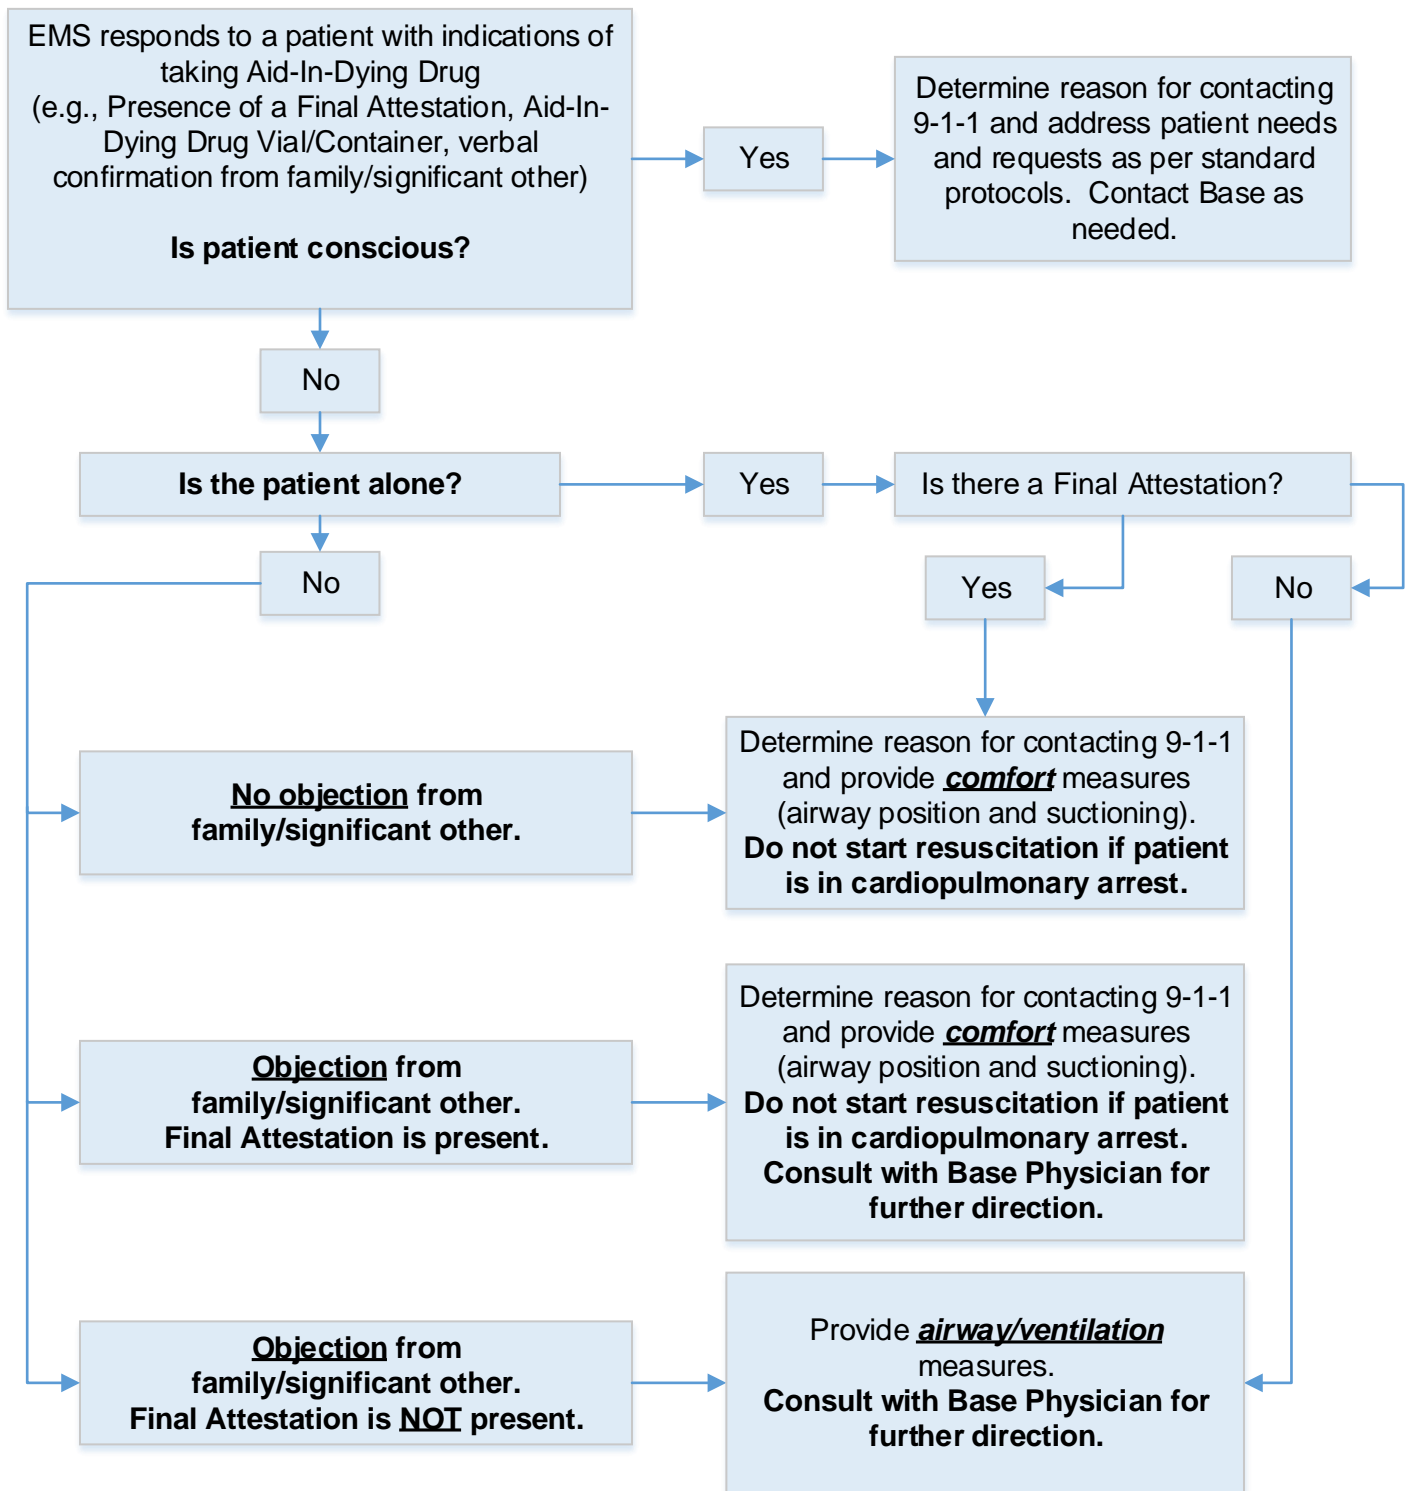 EMS responds to a patient with indications of
taking Aid-In-Dying Drug
(e.g., Presence of a Final Attestation, Aid-In-
Dying Drug Vial/Container, verbal
confirmation from family/significant other)
Is patient conscious?
Yes
Determine reason for contacting
9-1-1 and address patient needs
and requests as per standard
protocols.  Contact Base as
needed.
No
Is the patient alone?
Yes
Is there a Final Attestation?
No
Yes
No
No objection from
family/significant other.
Determine reason for contacting 9-1-1
and provide comfort measures
(airway position and suctioning).
Do not start resuscitation if patient
is in cardiopulmonary arrest.
Objection from
family/significant other.
Final Attestation is present.
Determine reason for contacting 9-1-1
and provide comfort measures
(airway position and suctioning).
Do not start resuscitation if patient
is in cardiopulmonary arrest.
Consult with Base Physician for
further direction.
Objection from
family/significant other.
Final Attestation is NOT present.
Provide airway/ventilation
measures.
Consult with Base Physician for
further direction.